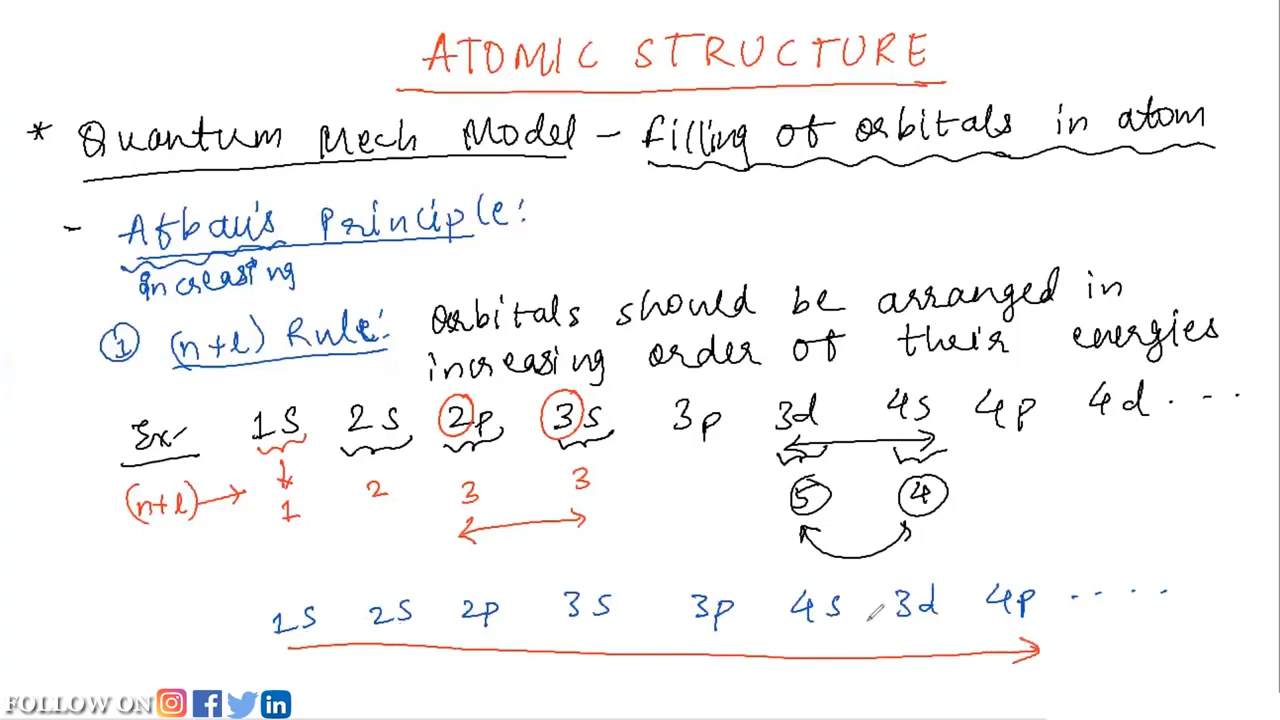 ATOMIC STRUCTURE
* Quantum Mech Model - filling of orbitals in atom
- Afbau's Principle:
increasing
① (n+l) Rule: orbitals should be arranged in
increasing order of their energies
Ex:- 1s 2s 2p 3s 3p 3d 4s 4p 4d ....
(n+l) → 1 2 3 3 5 4
1s 2s 2p 3s 3p 4s 3d 4p .....
FOLLOW ON